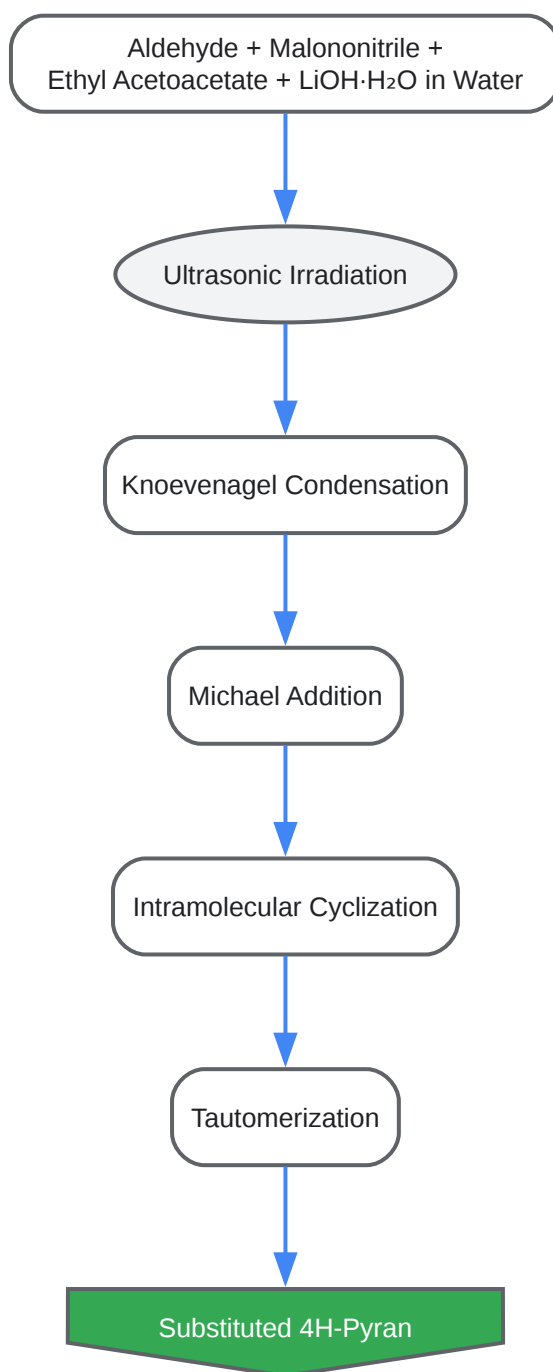 Aldehyde + Malononitrile +
Ethyl Acetoacetate + LiOH·H₂O in Water
Ultrasonic Irradiation
Knoevenagel Condensation
Michael Addition
Intramolecular Cyclization
Tautomerization
Substituted 4H-Pyran